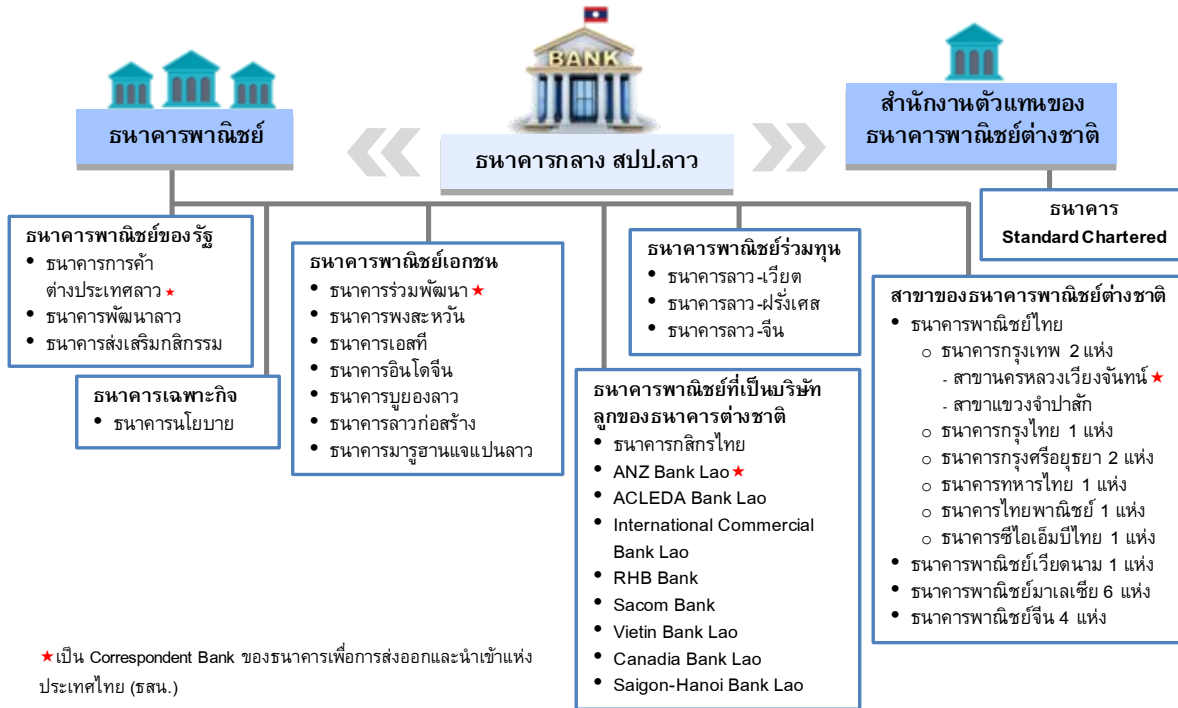 BANK
ธนาคารพาณิชย์
ธนาคารกลาง สปป.ลาว
สำนักงานตัวแทนของ
ธนาคารพาณิชย์ต่างชาติ
ธนาคาร
Standard Chartered
ธนาคารพาณิชย์ของรัฐ
• ธนาคารการค้า
ต่างประเทศลาว ★
• ธนาคารพัฒนาลาว
• ธนาคารส่งเสริมกสิกรรม
ธนาคารเฉพาะกิจ
• ธนาคารนโยบาย
ธนาคารพาณิชย์เอกชน
• ธนาคารร่วมพัฒนา ★
• ธนาคารพงสะหวัน
• ธนาคารเอสที
• ธนาคารอินโดจีน
• ธนาคารบูยองลาว
• ธนาคารลาวก่อสร้าง
• ธนาคารมารูฮานแจแปนลาว
ธนาคารพาณิชย์ร่วมทุน
• ธนาคารลาว-เวียต
• ธนาคารลาว-ฝรั่งเศส
• ธนาคารลาว-จีน
ธนาคารพาณิชย์ที่เป็นบริษัท
ลูกของธนาคารต่างชาติ
• ธนาคารกสิกรไทย
• ANZ Bank Lao ★
• ACLEDA Bank Lao
• International Commercial
Bank Lao
• RHB Bank
• Sacom Bank
• Vietin Bank Lao
• Canadia Bank Lao
• Saigon-Hanoi Bank Lao
สาขาของธนาคารพาณิชย์ต่างชาติ
• ธนาคารพาณิชย์ไทย
o ธนาคารกรุงเทพ 2 แห่ง
- สาขานครหลวงเวียงจันทน์ ★
- สาขาแขวงจำปาสัก
o ธนาคารกรุงไทย 1 แห่ง
o ธนาคารกรุงศรีอยุธยา 2 แห่ง
o ธนาคารทหารไทย 1 แห่ง
o ธนาคารไทยพาณิชย์ 1 แห่ง
o ธนาคารซีไอเอ็มบีไทย 1 แห่ง
• ธนาคารพาณิชย์เวียดนาม 1 แห่ง
• ธนาคารพาณิชย์มาเลเซีย 6 แห่ง
• ธนาคารพาณิชย์จีน 4 แห่ง
★เป็น Correspondent Bank ของธนาคารเพื่อการส่งออกและนำเข้าแห่ง
ประเทศไทย (ธสน.)